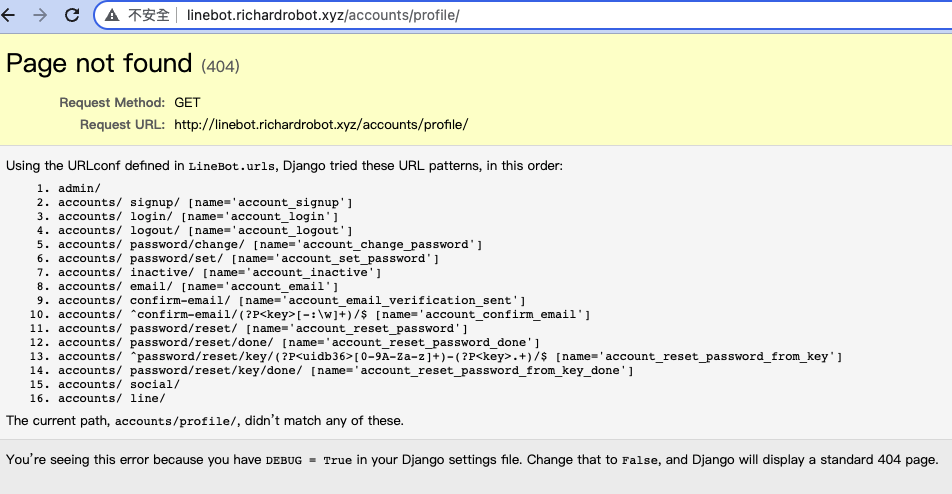 不安全 linebot.richardrobot.xyz/accounts/profile/
Page not found (404)
Request Method: GET
Request URL: http://linebot.richardrobot.xyz/accounts/profile/
Using the URLconf defined in LineBot.urls, Django tried these URL patterns, in this order:
1. admin/
2. accounts/ signup/ [name='account_signup']
3. accounts/ login/ [name='account_login']
4. accounts/ logout/ [name='account_logout']
5. accounts/ password/change/ [name='account_change_password']
6. accounts/ password/set/ [name='account_set_password']
7. accounts/ inactive/ [name='account_inactive']
8. accounts/ email/ [name='account_email']
9. accounts/ confirm-email/ [name='account_email_verification_sent']
10. accounts/ ^confirm-email/(?P<key>[-:\w]+)/$ [name='account_confirm_email']
11. accounts/ password/reset/ [name='account_reset_password']
12. accounts/ password/reset/done/ [name='account_reset_password_done']
13. accounts/ ^password/reset/key/(?P<uidb36>[0-9A-Za-z]+)-(?P<key>.+)/$ [name='account_reset_password_from_key']
14. accounts/ password/reset/key/done/ [name='account_reset_password_from_key_done']
15. accounts/ social/
16. accounts/ line/
The current path, accounts/profile/, didn't match any of these.
You're seeing this error because you have DEBUG = True in your Django settings file. Change that to False, and Django will display a standard 404 page.